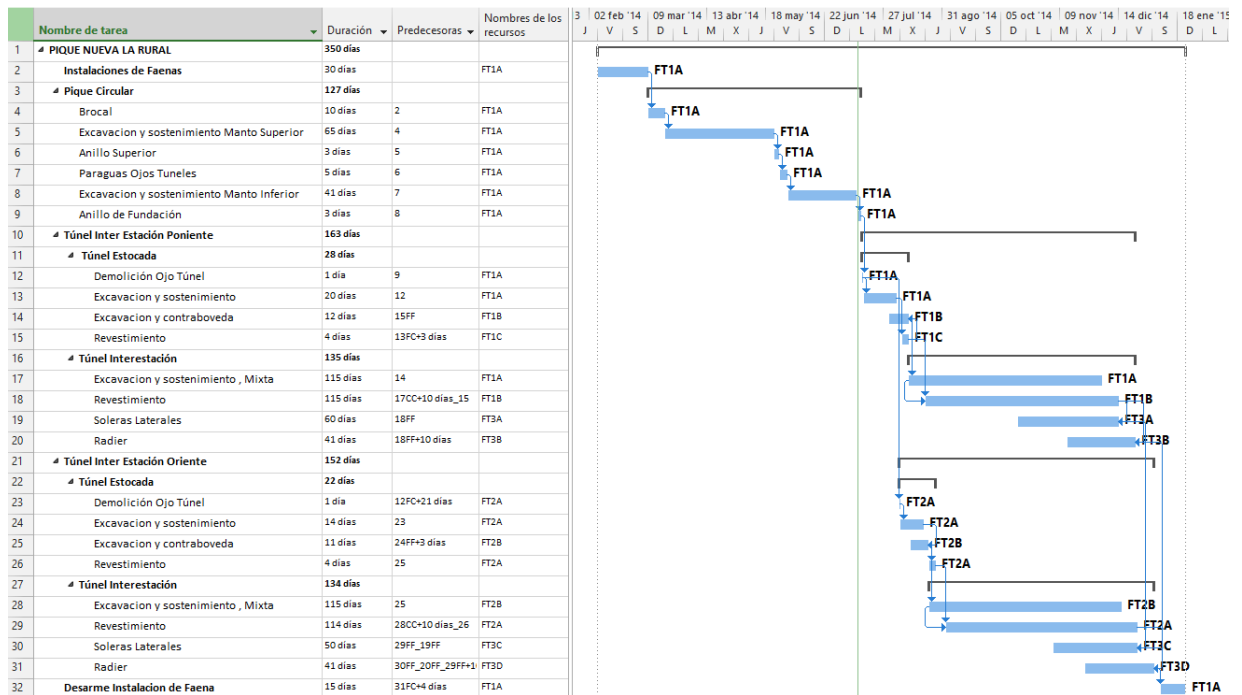 Nombre de tarea Duración Predecesoras Nombres de los recursos
3 02 feb '14 09 mar '14 13 abr '14 18 may '14 22 jun '14 27 jul '14 31 ago '14 05 oct '14 09 nov '14 14 dic '14 18 ene '15
J V S D L M X J V S D L M X J V S D L M X J V S D L
1 PIQUE NUEVA LA RURAL 350 días
2 Instalaciones de Faenas 30 días FT1A FT1A
3 Pique Circular 127 días
4 Brocal 10 días 2 FT1A FT1A
5 Excavacion y sostenimiento Manto Superior 65 días 4 FT1A FT1A
6 Anillo Superior 3 días 5 FT1A FT1A
7 Paraguas Ojos Tuneles 5 días 6 FT1A FT1A
8 Excavacion y sostenimiento Manto Inferior 41 días 7 FT1A FT1A
9 Anillo de Fundación 3 días 8 FT1A FT1A
10 Túnel Inter Estación Poniente 163 días
11 Túnel Estocada 28 días
12 Demolición Ojo Túnel 1 día 9 FT1A FT1A
13 Excavacion y sostenimiento 20 días 12 FT1A FT1A
14 Excavacion y contraboveda 12 días 15FF FT1B FT1B
15 Revestimiento 4 días 13FC+3 días FT1C FT1C
16 Túnel Interestación 135 días
17 Excavacion y sostenimiento , Mixta 115 días 14 FT1A FT1A
18 Revestimiento 115 días 17CC+10 días_15 FT1B FT1B
19 Soleras Laterales 60 días 18FF FT3A FT3A
20 Radier 41 días 18FF+10 días FT3B FT3B
21 Túnel Inter Estación Oriente 152 días
22 Túnel Estocada 22 días
23 Demolición Ojo Túnel 1 día 12FC+21 días FT2A FT2A
24 Excavacion y sostenimiento 14 días 23 FT2A FT2A
25 Excavacion y contraboveda 11 días 24FF+3 días FT2B FT2B
26 Revestimiento 4 días 25 FT2A FT2A
27 Túnel Interestación 134 días
28 Excavacion y sostenimiento , Mixta 115 días 25 FT2B FT2B
29 Revestimiento 114 días 28CC+10 días_26 FT2A FT2A
30 Soleras Laterales 50 días 29FF_19FF FT3C FT3C
31 Radier 41 días 30FF_20FF_29FF+1 FT3D FT3D
32 Desarme Instalacion de Faena 15 días 31FC+4 días FT1A FT1A